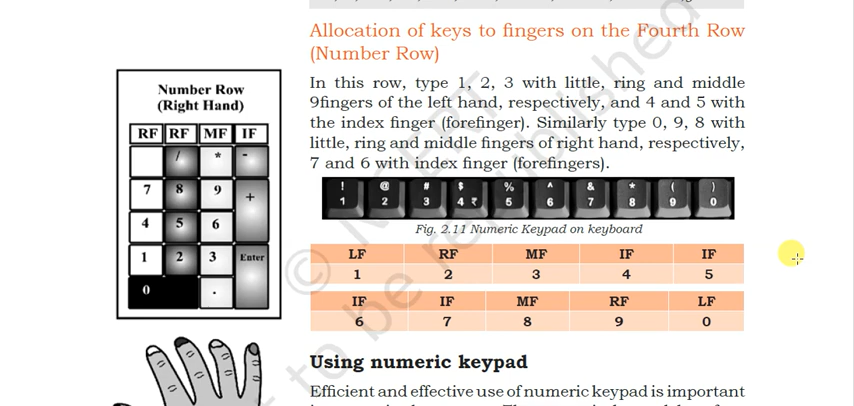 Allocation of keys to fingers on the Fourth Row
(Number Row)
In this row, type 1, 2, 3 with little, ring and middle
9fingers of the left hand, respectively, and 4 and 5 with
the index finger (forefinger). Similarly type 0, 9, 8 with
little, ring and middle fingers of right hand, respectively,
7 and 6 with index finger (forefingers).
! @ # $ % ^ & * ( )
1 2 3 4 ₹ 5 6 7 8 9 0
Fig. 2.11 Numeric Keypad on keyboard
LF RF MF IF IF
1 2 3 4 5
IF IF MF RF LF
6 7 8 9 0
Using numeric keypad
Efficient and effective use of numeric keypad is important
Number Row
(Right Hand)
RF RF MF IF
/ * -
7 8 9 +
4 5 6
1 2 3 Enter
0 .
© NCERT
not to be republished